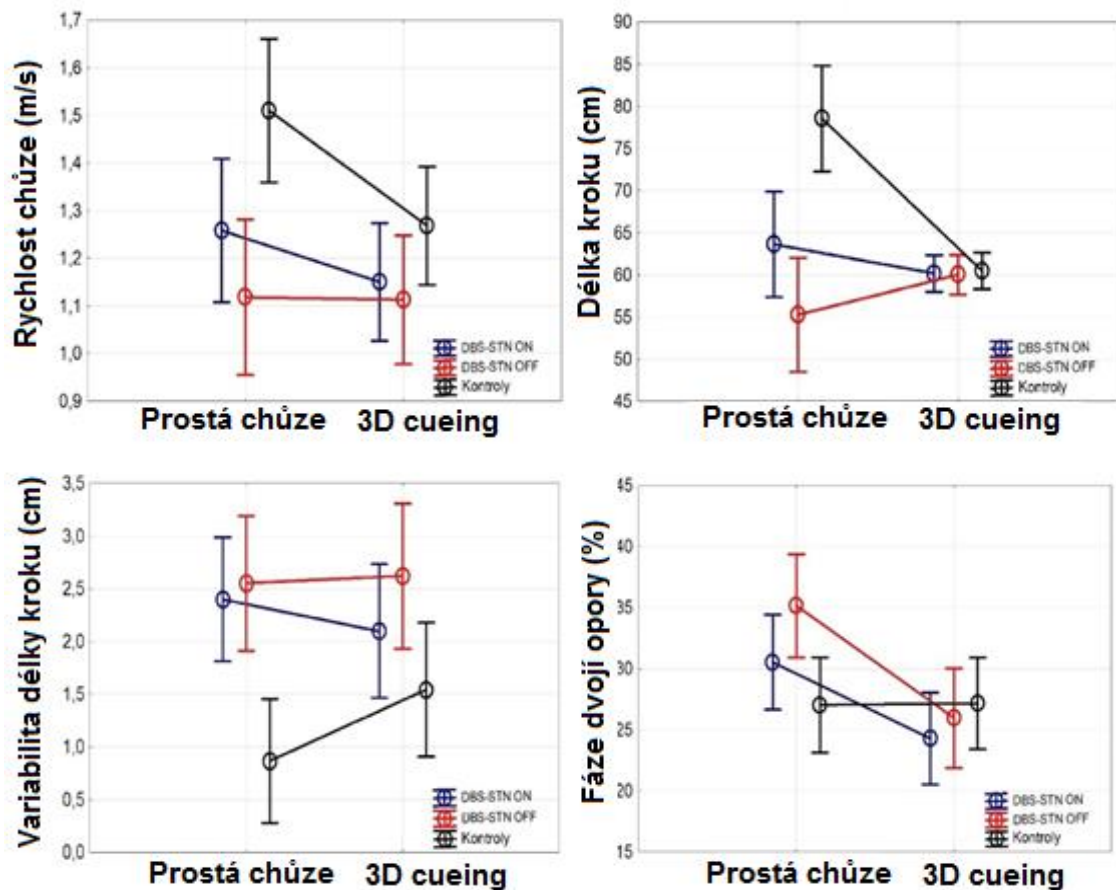 Rychlost chůze (m/s)
1,7
1,6
1,5
1,4
1,3
1,2
1,1
1,0
0,9
DBS-STN ON
DBS-STN OFF
Kontroly
Prostá chůze 3D cueing
Délka kroku (cm)
90
85
80
75
70
65
60
55
50
45
DBS-STN ON
DBS-STN OFF
Kontroly
Prostá chůze 3D cueing
Variabilita délky kroku (cm)
3,5
3,0
2,5
2,0
1,5
1,0
0,5
0,0
DBS-STN ON
DBS-STN OFF
Kontroly
Prostá chůze 3D cueing
Fáze dvojí opory (%)
45
40
35
30
25
20
15
DBS-STN ON
DBS-STN OFF
Kontroly
Prostá chůze 3D cueing